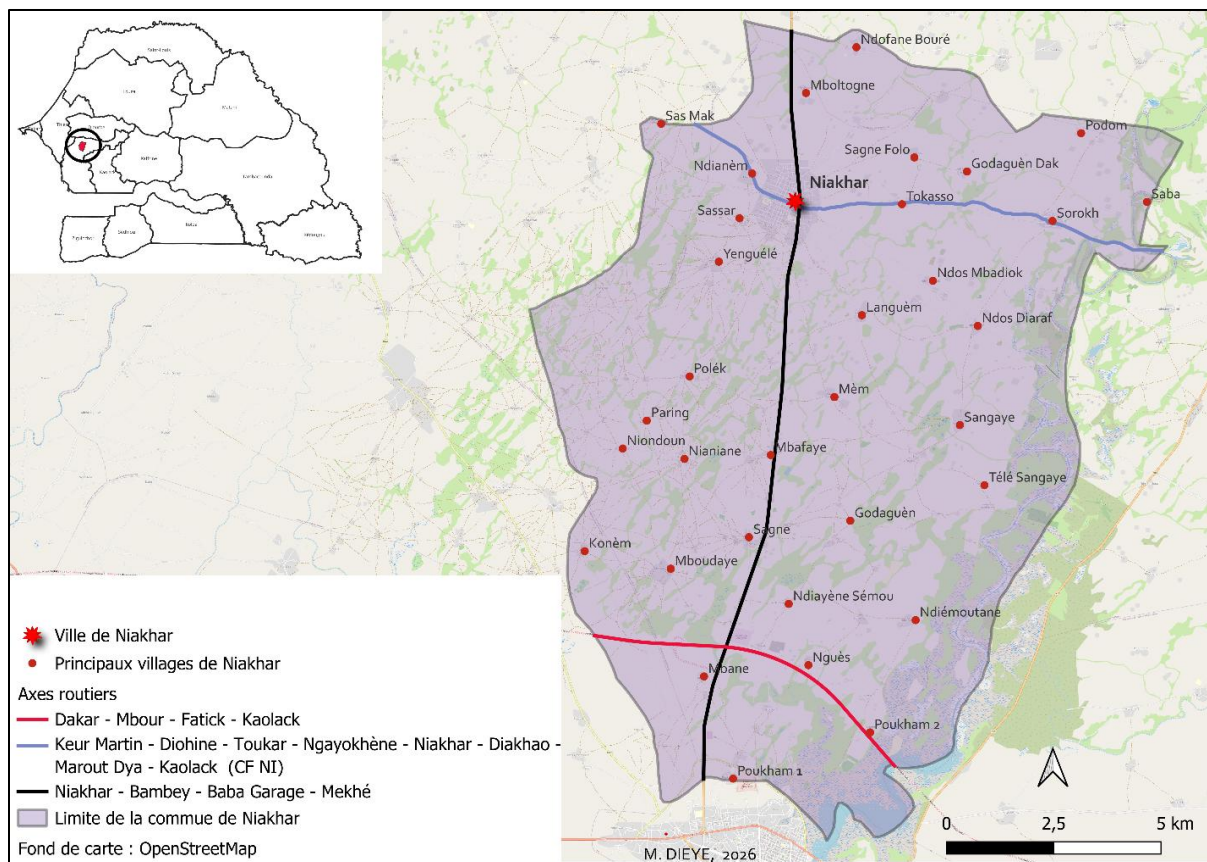 Ndofane Bouré
Mboltogne
Sas Mak
Podom
Sagne Folo
Godaguèn Dak
Ndianèm
Niakhar
Tokasso
Saba
Sassar
Sorokh
Yenguélé
Ndos Mbadiok
Languèm
Ndos Diaraf
Polék
Mèm
Paring
Sangaye
Niondoun
Nianiane
Mbafaye
Télé Sangaye
Godaguèn
Sagne
Konèm
Mboudaye
Ndiayène Sémou
Ndiémoutane
Nguès
Mbane
Poukham 2
Poukham 1
Ville de Niakhar
Principaux villages de Niakhar
Axes routiers
Dakar - Mbour - Fatick - Kaolack
Keur Martin - Diohine - Toukar - Ngayokhène - Niakhar - Diakhao -
Marout Dya - Kaolack (CF NI)
Niakhar - Bambey - Baba Garage - Mekhé
Limite de la commue de Niakhar
Fond de carte : OpenStreetMap
0 2,5 5 km
M. DIEYE, 2026